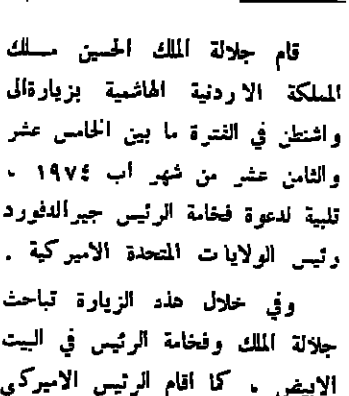 قام جلالة الملك الحسين مسلك
المملكة الاردنية الهاشمية بزيارةالى
واشنطن في الفترة ما بين الخامس عشر
والثامن عشر من شهر آب ١٩٧٤ ،
تلبية لدعوة فخامة الرئيس جيرالدفورد
رئيس الولايات المتحدة الاميركية .
وفي خلال هذه الزيارة تباحث
جلالة الملك وفخامة الرئيس في البيت
الابيض ، كما اقام الرئيس الاميركي